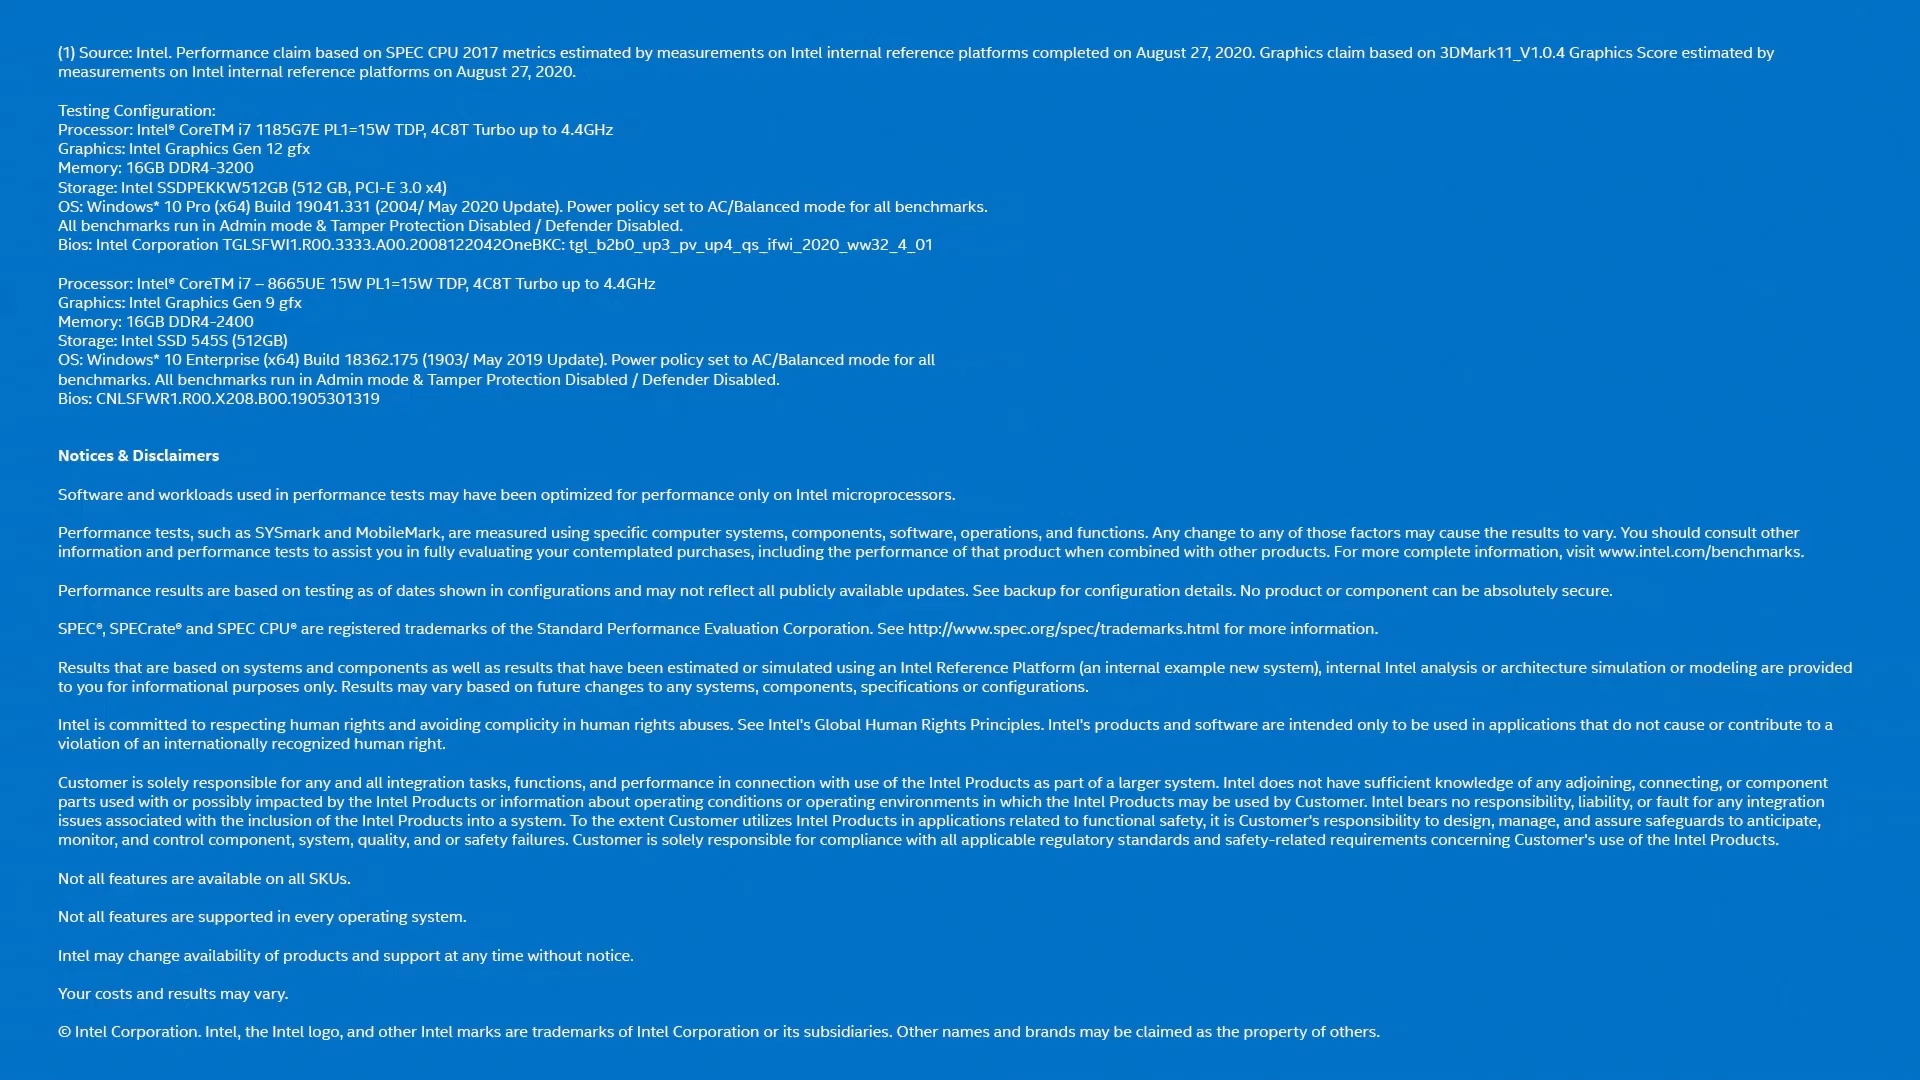 (1) Source: Intel. Performance claim based on SPEC CPU 2017 metrics estimated by measurements on Intel internal reference platforms completed on August 27, 2020. Graphics claim based on 3DMark11_V1.0.4 Graphics Score estimated by
measurements on Intel internal reference platforms on August 27, 2020.
Testing Configuration:
Processor: Intel® CoreTM i7 1185G7E PL1=15W TDP, 4C8T Turbo up to 4.4GHz
Graphics: Intel Graphics Gen 12 gfx
Memory: 16GB DDR4-3200
Storage: Intel SSDPEKKW512GB (512 GB, PCI-E 3.0 x4)
OS: Windows* 10 Pro (x64) Build 19041.331 (2004/ May 2020 Update). Power policy set to AC/Balanced mode for all benchmarks.
All benchmarks run in Admin mode & Tamper Protection Disabled / Defender Disabled.
Bios: Intel Corporation TGLSFWI1.R00.3333.A00.2008122042OneBKC: tgl_b2b0_up3_pv_up4_qs_ifwi_2020_ww32_4_01
Processor: Intel® CoreTM i7 – 8665UE 15W PL1=15W TDP, 4C8T Turbo up to 4.4GHz
Graphics: Intel Graphics Gen 9 gfx
Memory: 16GB DDR4-2400
Storage: Intel SSD 545S (512GB)
OS: Windows* 10 Enterprise (x64) Build 18362.175 (1903/ May 2019 Update). Power policy set to AC/Balanced mode for all
benchmarks. All benchmarks run in Admin mode & Tamper Protection Disabled / Defender Disabled.
Bios: CNLSFWR1.R00.X208.B00.1905301319
Notices & Disclaimers
Software and workloads used in performance tests may have been optimized for performance only on Intel microprocessors.
Performance tests, such as SYSmark and MobileMark, are measured using specific computer systems, components, software, operations, and functions. Any change to any of those factors may cause the results to vary. You should consult other
information and performance tests to assist you in fully evaluating your contemplated purchases, including the performance of that product when combined with other products. For more complete information, visit www.intel.com/benchmarks.
Performance results are based on testing as of dates shown in configurations and may not reflect all publicly available updates. See backup for configuration details. No product or component can be absolutely secure.
SPEC®, SPECrate® and SPEC CPU® are registered trademarks of the Standard Performance Evaluation Corporation. See http://www.spec.org/spec/trademarks.html for more information.
Results that are based on systems and components as well as results that have been estimated or simulated using an Intel Reference Platform (an internal example new system), internal Intel analysis or architecture simulation or modeling are provided
to you for informational purposes only. Results may vary based on future changes to any systems, components, specifications or configurations.
Intel is committed to respecting human rights and avoiding complicity in human rights abuses. See Intel's Global Human Rights Principles. Intel's products and software are intended only to be used in applications that do not cause or contribute to a
violation of an internationally recognized human right.
Customer is solely responsible for any and all integration tasks, functions, and performance in connection with use of the Intel Products as part of a larger system. Intel does not have sufficient knowledge of any adjoining, connecting, or component
parts used with or possibly impacted by the Intel Products or information about operating conditions or operating environments in which the Intel Products may be used by Customer. Intel bears no responsibility, liability, or fault for any integration
issues associated with the inclusion of the Intel Products into a system. To the extent Customer utilizes Intel Products in applications related to functional safety, it is Customer's responsibility to design, manage, and assure safeguards to anticipate,
monitor, and control component, system, quality, and or safety failures. Customer is solely responsible for compliance with all applicable regulatory standards and safety-related requirements concerning Customer's use of the Intel Products.
Not all features are available on all SKUs.
Not all features are supported in every operating system.
Intel may change availability of products and support at any time without notice.
Your costs and results may vary.
© Intel Corporation. Intel, the Intel logo, and other Intel marks are trademarks of Intel Corporation or its subsidiaries. Other names and brands may be claimed as the property of others.